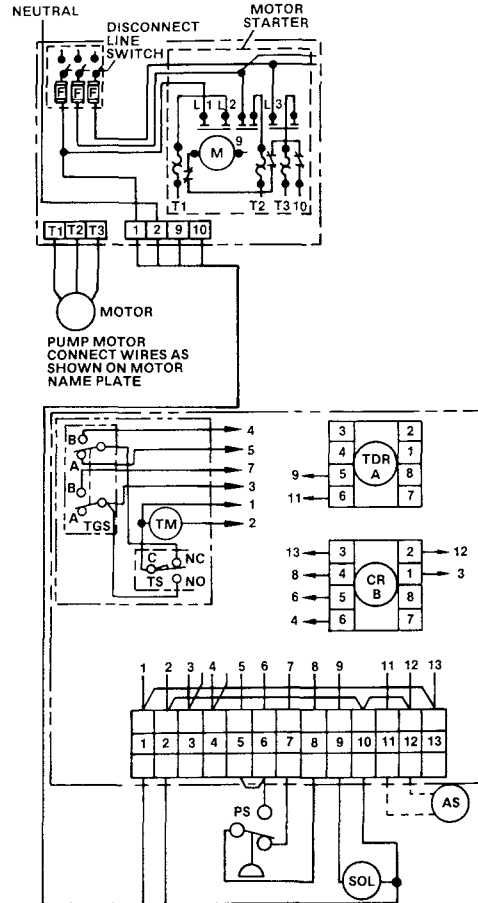 NEUTRAL
DISCONNECT
LINE
SWITCH
MOTOR
STARTER
F F F
L 1 L 2 L 3
M
9
T1 T2 T3 10
T1 T2 T3
1 2 9 10
MOTOR
PUMP MOTOR
CONNECT WIRES AS
SHOWN ON MOTOR
NAME PLATE
B
A
B
A
TGS
4
5
7
3
1
2
TM
C NC
TS NO
3 2
4 1
5 8
6 7
TDR
A
9
11
3 2
4 1
5 8
6 7
CR
B
13
8
6
4
12
3
1 2 3 4 5 6 7 8 9 11 12 13
1 2 3 4 5 6 7 8 9 10 11 12 13
PS
AS
SOL